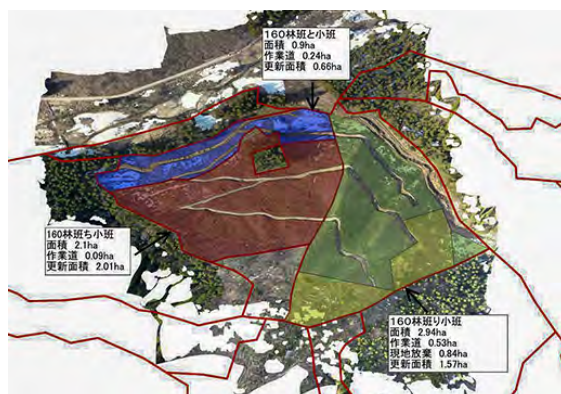 160林班と小班
面積 0.9ha
作業道 0.24ha
更新面積 0.66ha
160林班ち小班
面積 2.1ha
作業道 0.09ha
更新面積 2.01ha
160林班り小班
面積 2.94ha
作業道 0.53ha
現地放棄 0.84ha
更新面積 1.57ha